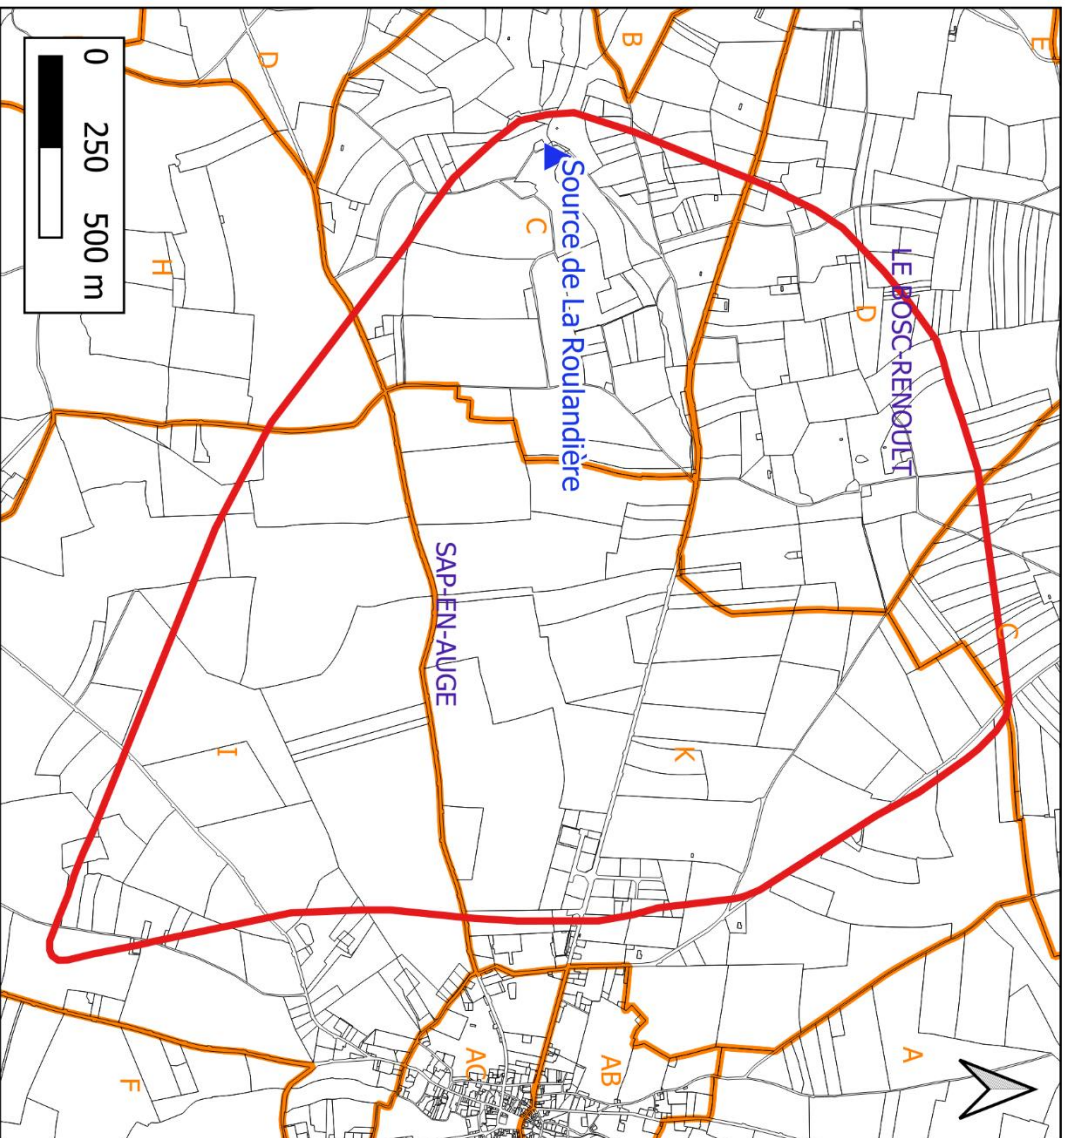 E
C
A
LE BOSC-RENOULT
D
K
B
AB
Source de La Roulandière
C
AC
SAP-EN-AUGE
D
I
H
F
0 250 500 m